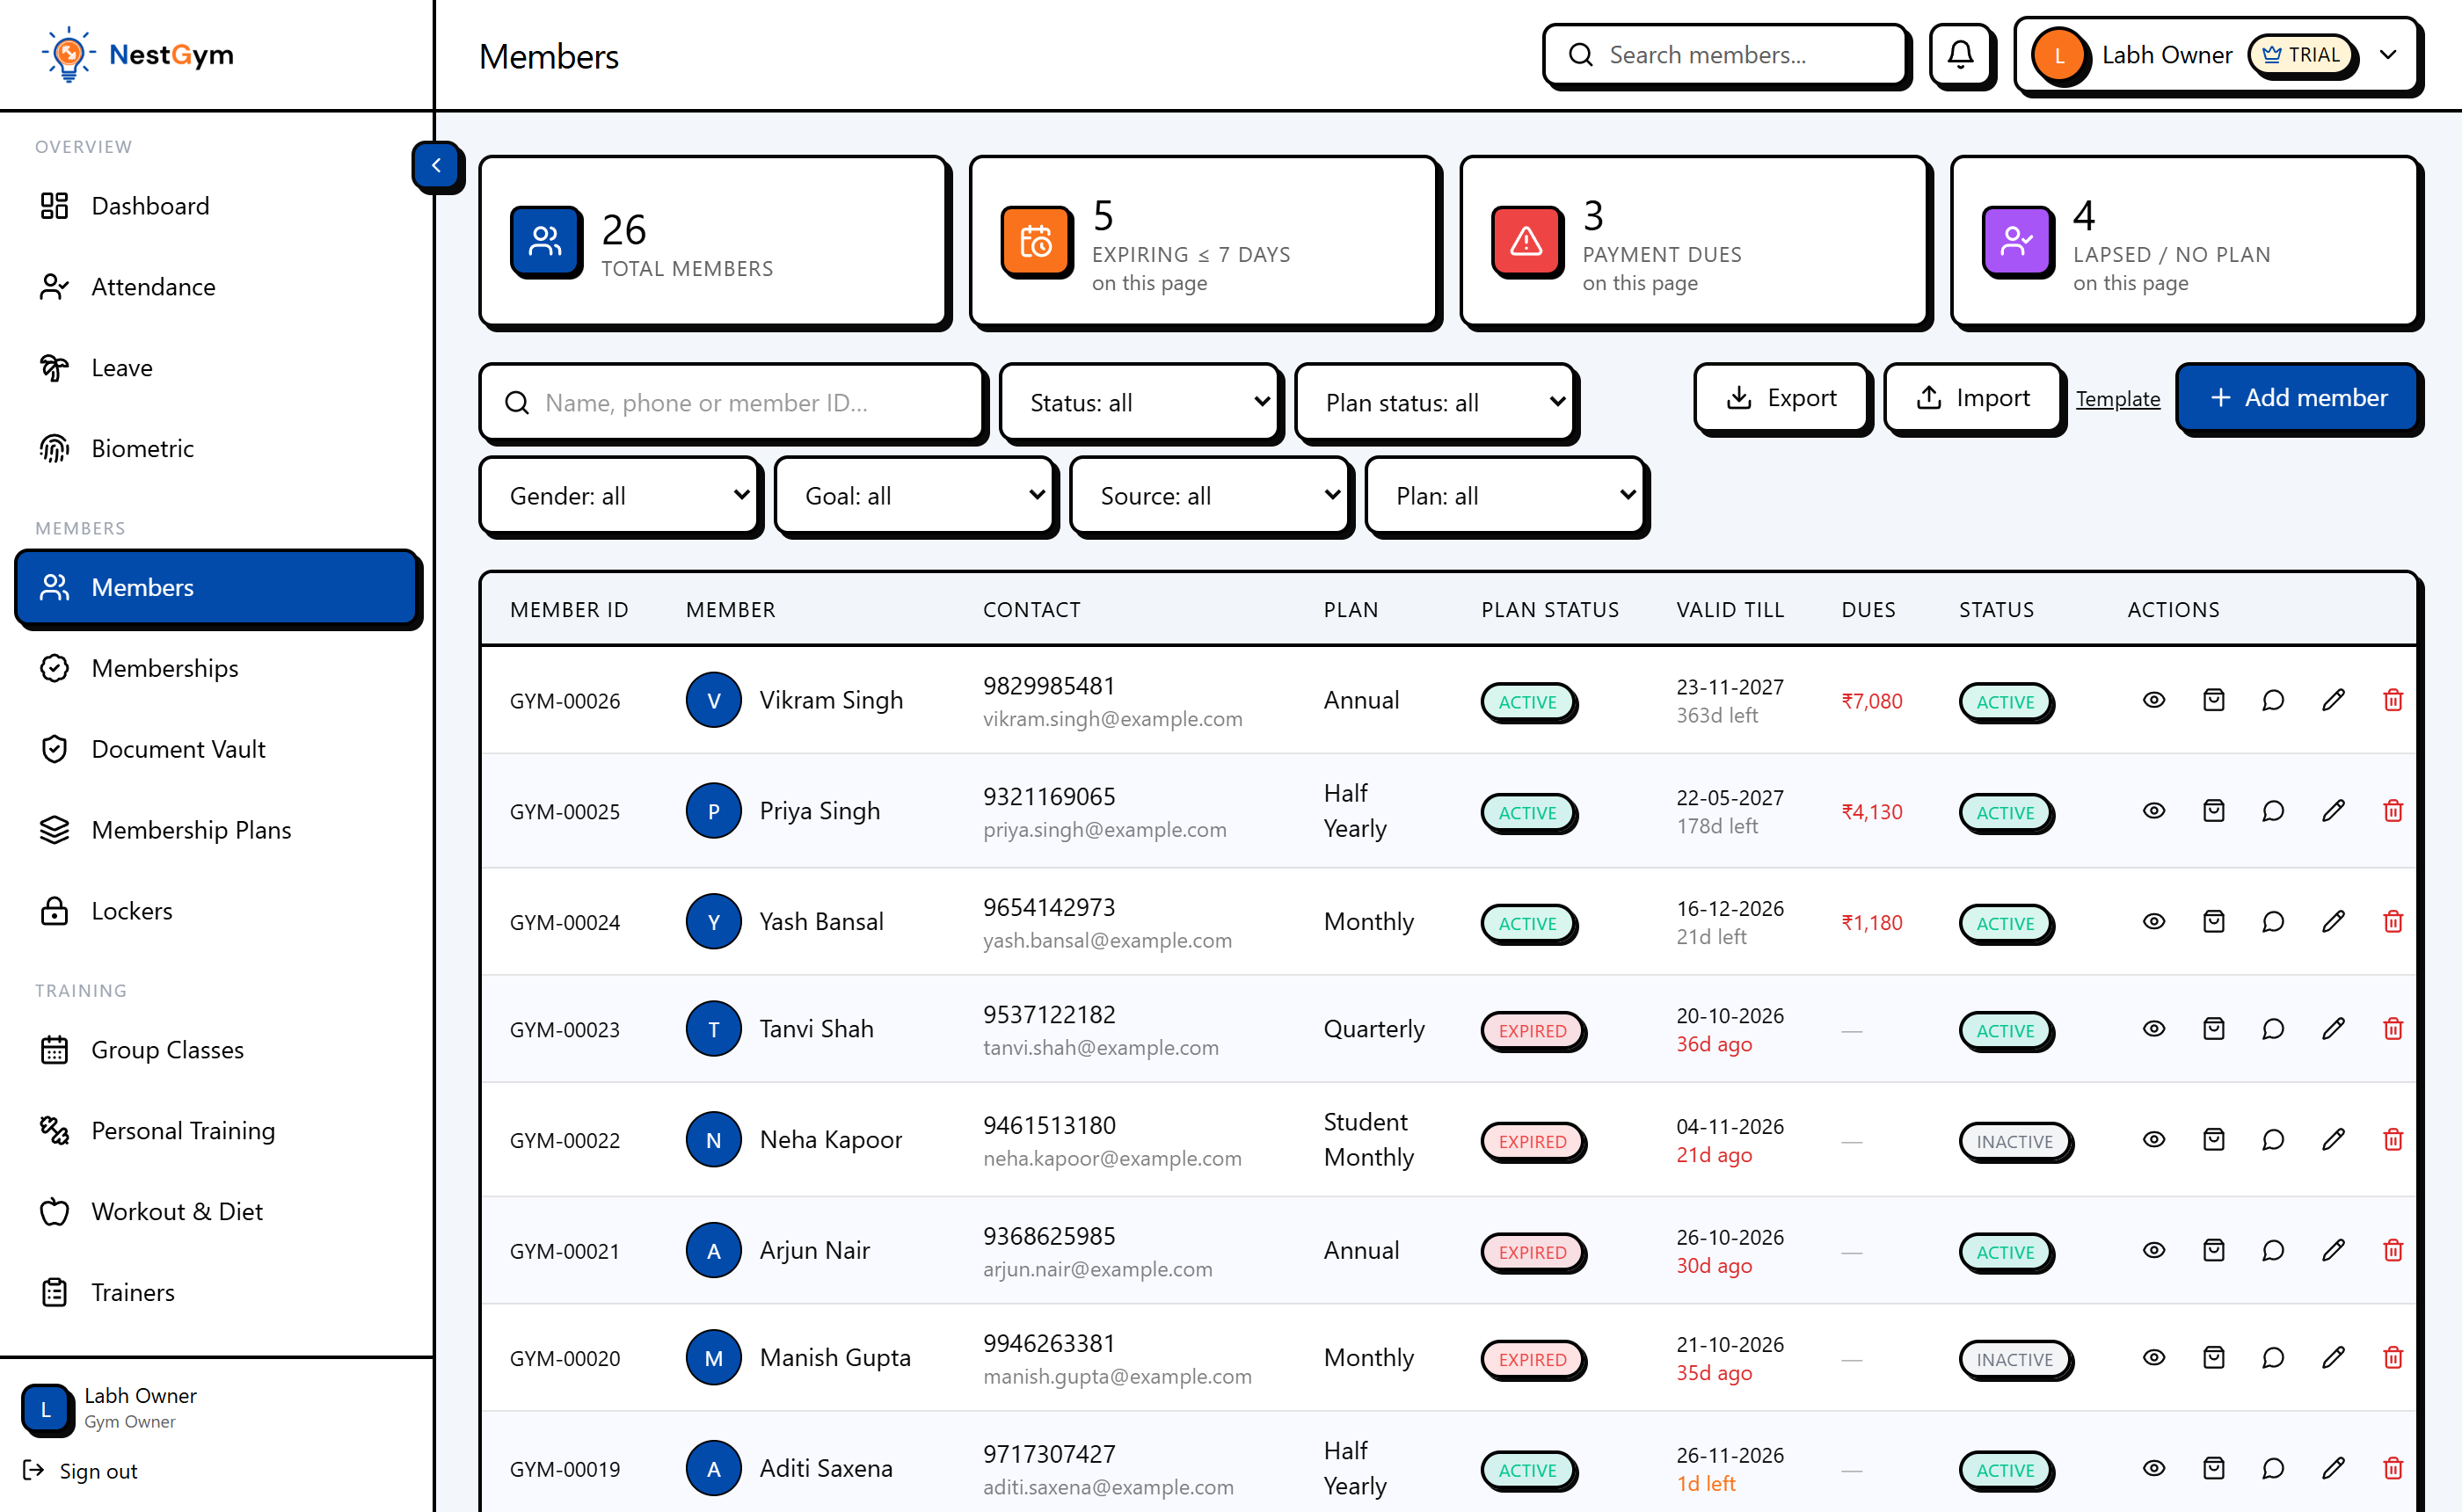 NestGym
Members
Search members...
L
Labh Owner
TRIAL
OVERVIEW
Dashboard
Attendance
Leave
Biometric
MEMBERS
Members
Memberships
Document Vault
Membership Plans
Lockers
TRAINING
Group Classes
Personal Training
Workout & Diet
Trainers
L
Labh Owner
Gym Owner
Sign out
26
TOTAL MEMBERS
5
EXPIRING ≤ 7 DAYS
on this page
3
PAYMENT DUES
on this page
4
LAPSED / NO PLAN
on this page
Name, phone or member ID...
Status: all
Plan status: all
Export
Import
Template
+ Add member
Gender: all
Goal: all
Source: all
Plan: all
MEMBER ID MEMBER CONTACT PLAN PLAN STATUS VALID TILL DUES STATUS ACTIONS
GYM-00026 V Vikram Singh 9829985481 Annual ACTIVE 23-11-2027 ₹7,080 ACTIVE
vikram.singh@example.com 363d left
GYM-00025 P Priya Singh 9321169065 Half Yearly ACTIVE 22-05-2027 ₹4,130 ACTIVE
priya.singh@example.com 178d left
GYM-00024 Y Yash Bansal 9654142973 Monthly ACTIVE 16-12-2026 ₹1,180 ACTIVE
yash.bansal@example.com 21d left
GYM-00023 T Tanvi Shah 9537122182 Quarterly EXPIRED 20-10-2026 — ACTIVE
tanvi.shah@example.com 36d ago
GYM-00022 N Neha Kapoor 9461513180 Student Monthly EXPIRED 04-11-2026 — INACTIVE
neha.kapoor@example.com 21d ago
GYM-00021 A Arjun Nair 9368625985 Annual EXPIRED 26-10-2026 — ACTIVE
arjun.nair@example.com 30d ago
GYM-00020 M Manish Gupta 9946263381 Monthly EXPIRED 21-10-2026 — INACTIVE
manish.gupta@example.com 35d ago
GYM-00019 A Aditi Saxena 9717307427 Half Yearly ACTIVE 26-11-2026 — ACTIVE
aditi.saxena@example.com 1d left